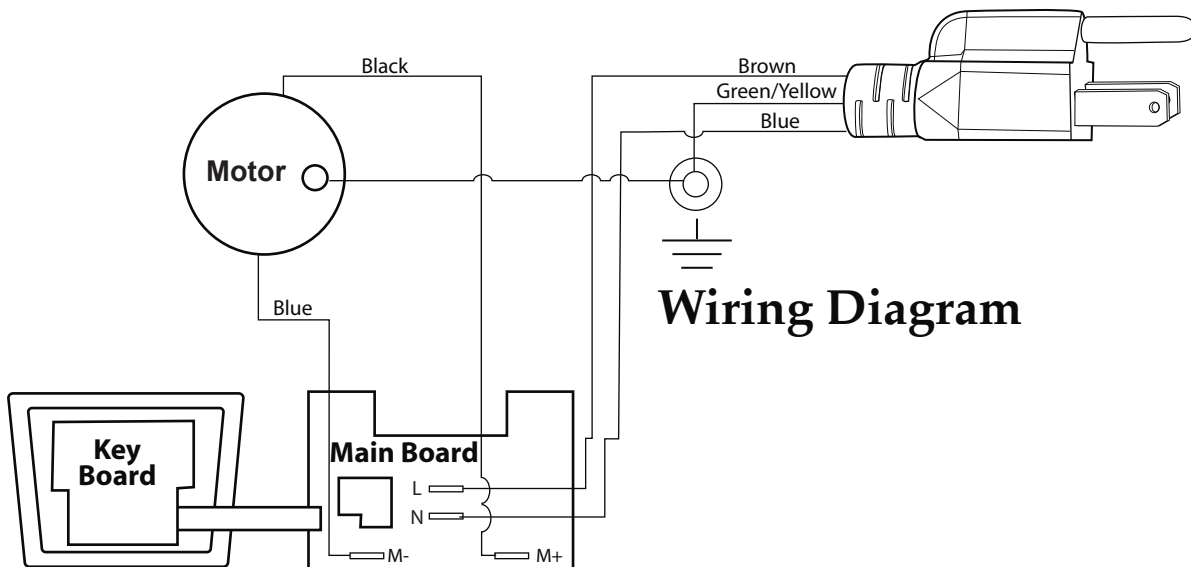 Black
Brown
Green/Yellow
Blue
Motor
Wiring Diagram
Blue
Key
Board
Main Board
L
N
M-
M+